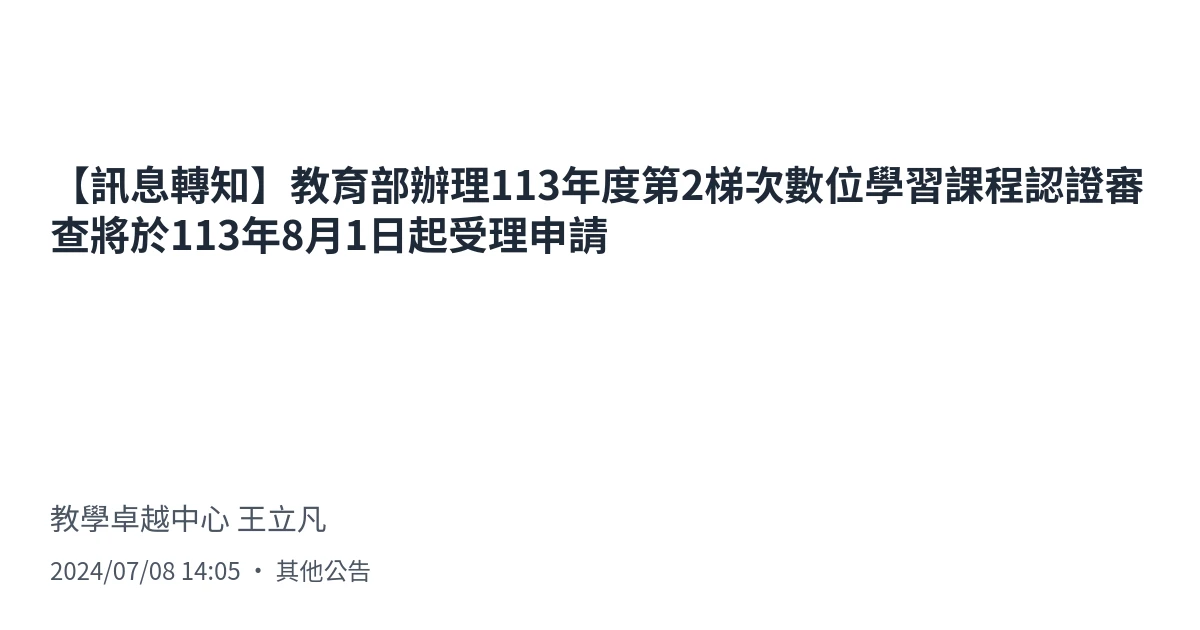 【訊息轉知】教育部辦理113年度第2梯次數位學習課程認證審
查將於113年8月1日起受理申請
教學卓越中心 王立凡
2024/07/08 14:05 ・ 其他公告